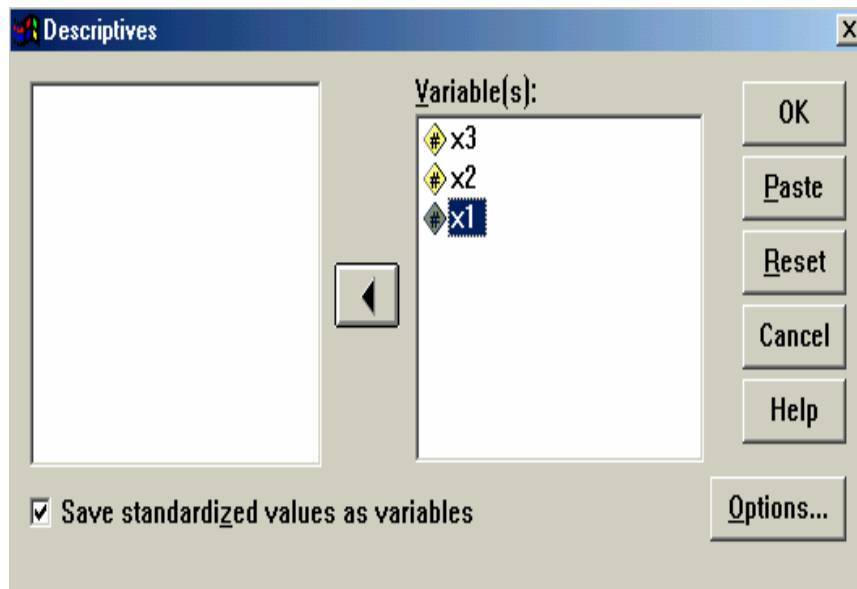 Descriptives
Variable(s):
# x3
# x2
# x1
OK
Paste
Reset
Cancel
Help
Save standardized values as variables
Options...